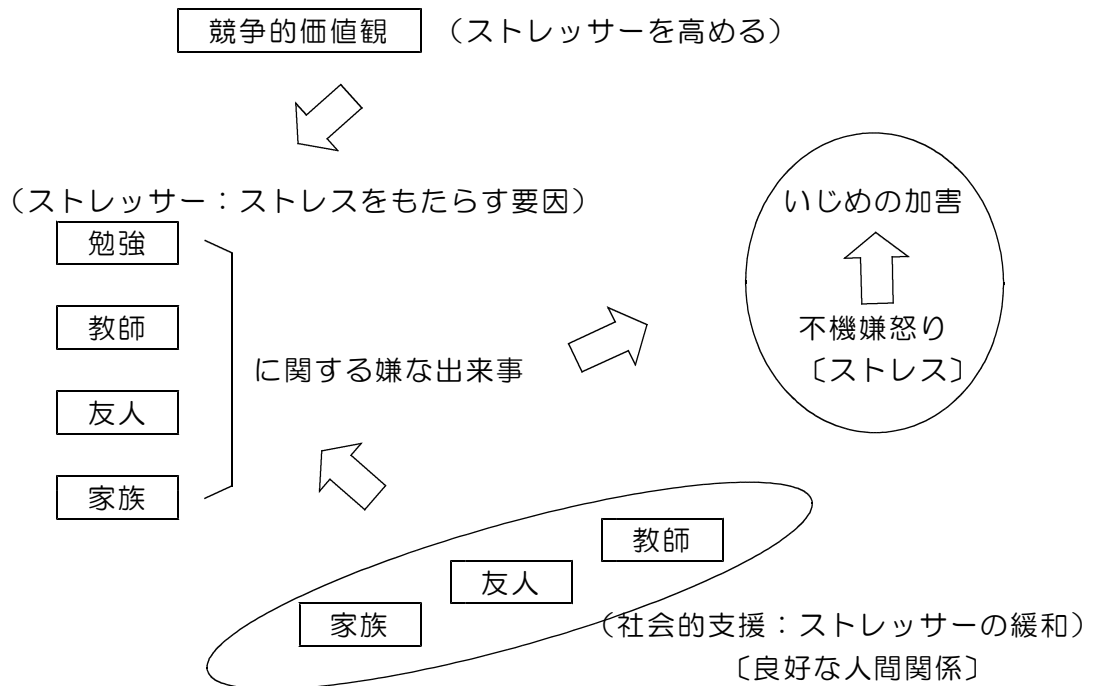 競争的価値観 (ストレッサーを高める)
(ストレッサー:ストレスをもたらす要因)
勉強
教師
友人
家族
に関する嫌な出来事
いじめの加害
不機嫌怒り
〔ストレス〕
教師
友人
家族
(社会的支援:ストレッサーの緩和)
〔良好な人間関係〕